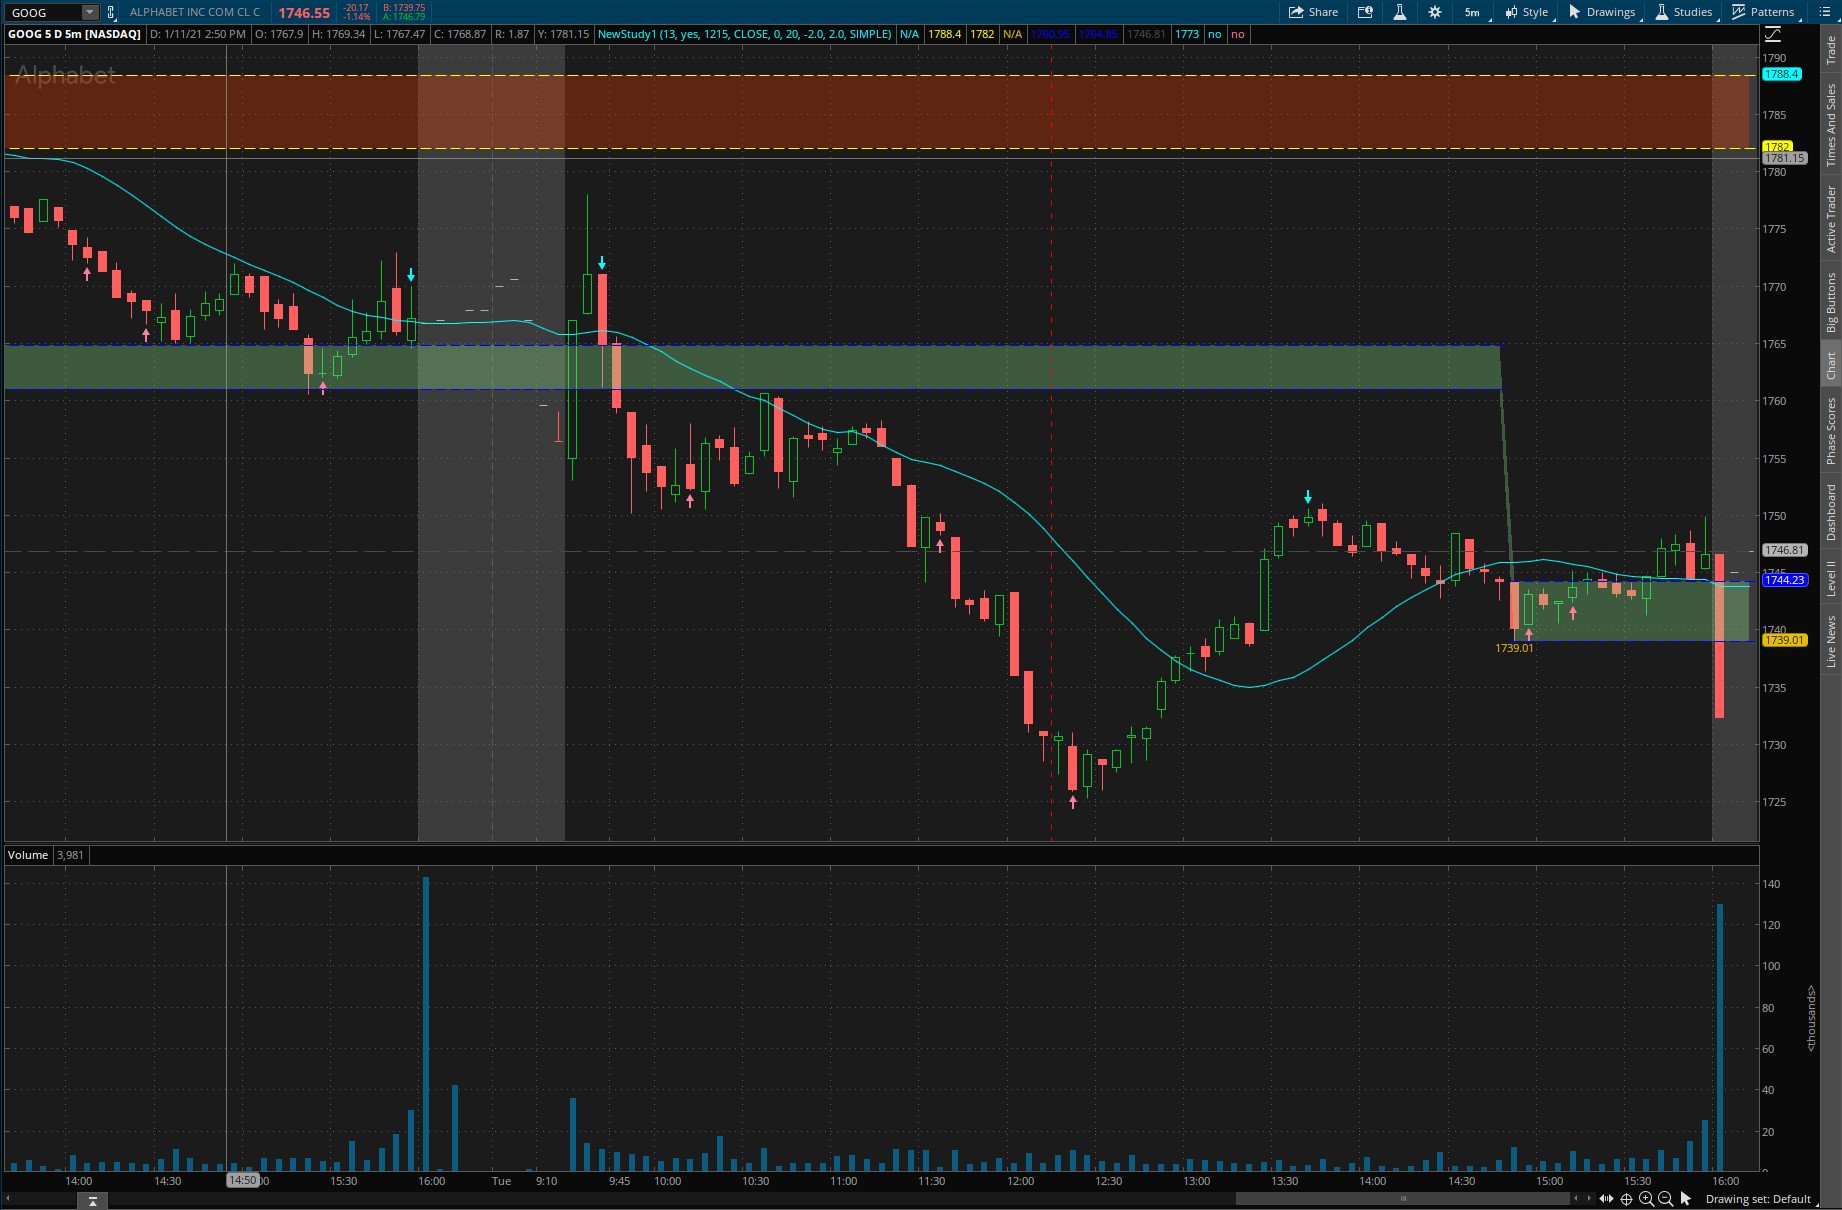 GOOG ALPHABET INC COM CL C 1746.55 -20.17 -1.14% B: 1739.75 A: 1746.79 Share 5m Style Drawings Studies Patterns
GOOG 5 D 5m [NASDAQ] D: 1/11/21 2:50 PM O: 1767.9 H: 1769.34 L: 1767.47 C: 1768.87 R: 1.87 Y: 1781.15 NewStudy1 (13, yes, 1215, CLOSE, 0, 20, -2.0, 2.0, SIMPLE) N/A 1788.4 1782 N/A 1760.95 1764.85 1746.81 1773 no no
Alphabet
1790
1788.4
1785
1782
1781.15
1780
1775
1770
1765
1760
1755
1750
1746.81
1745
1744.23
1740
1739.01
1739.01
1735
1730
1725
Volume 3,981
140
120
100
80
60
40
20
0
<thousands>
14:00 14:30 14:50 15:30 16:00 Tue 9:10 9:45 10:00 10:30 11:00 11:30 12:00 12:30 13:00 13:30 14:00 14:30 15:00 15:30 16:00
Drawing set: Default
Trade
Times And Sales
Active Trader
Big Buttons
Chart
Phase Scores
Dashboard
Level II
Live News